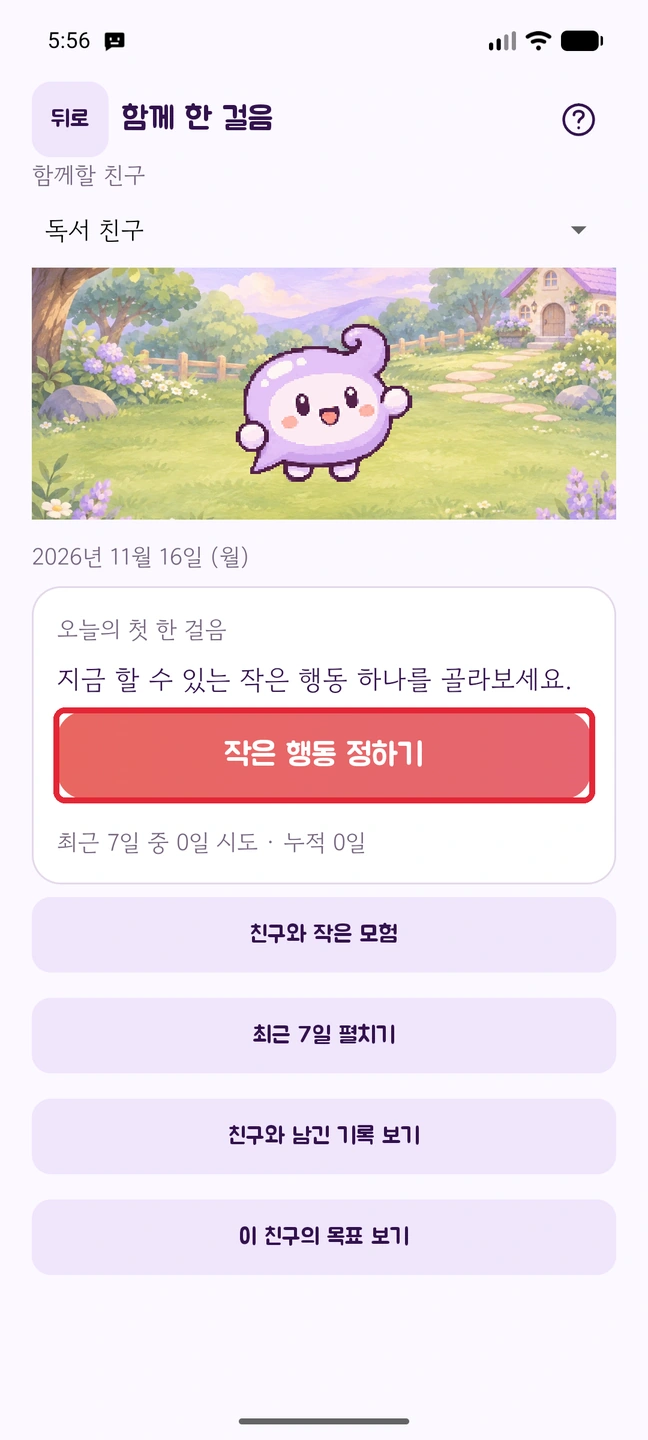 5:56
뒤로 함께 한 걸음
함께할 친구
독서 친구
2026년 11월 16일 (월)
오늘의 첫 한 걸음
지금 할 수 있는 작은 행동 하나를 골라보세요.
작은 행동 정하기
최근 7일 중 0일 시도 · 누적 0일
친구와 작은 모험
최근 7일 펼치기
친구와 남긴 기록 보기
이 친구의 목표 보기